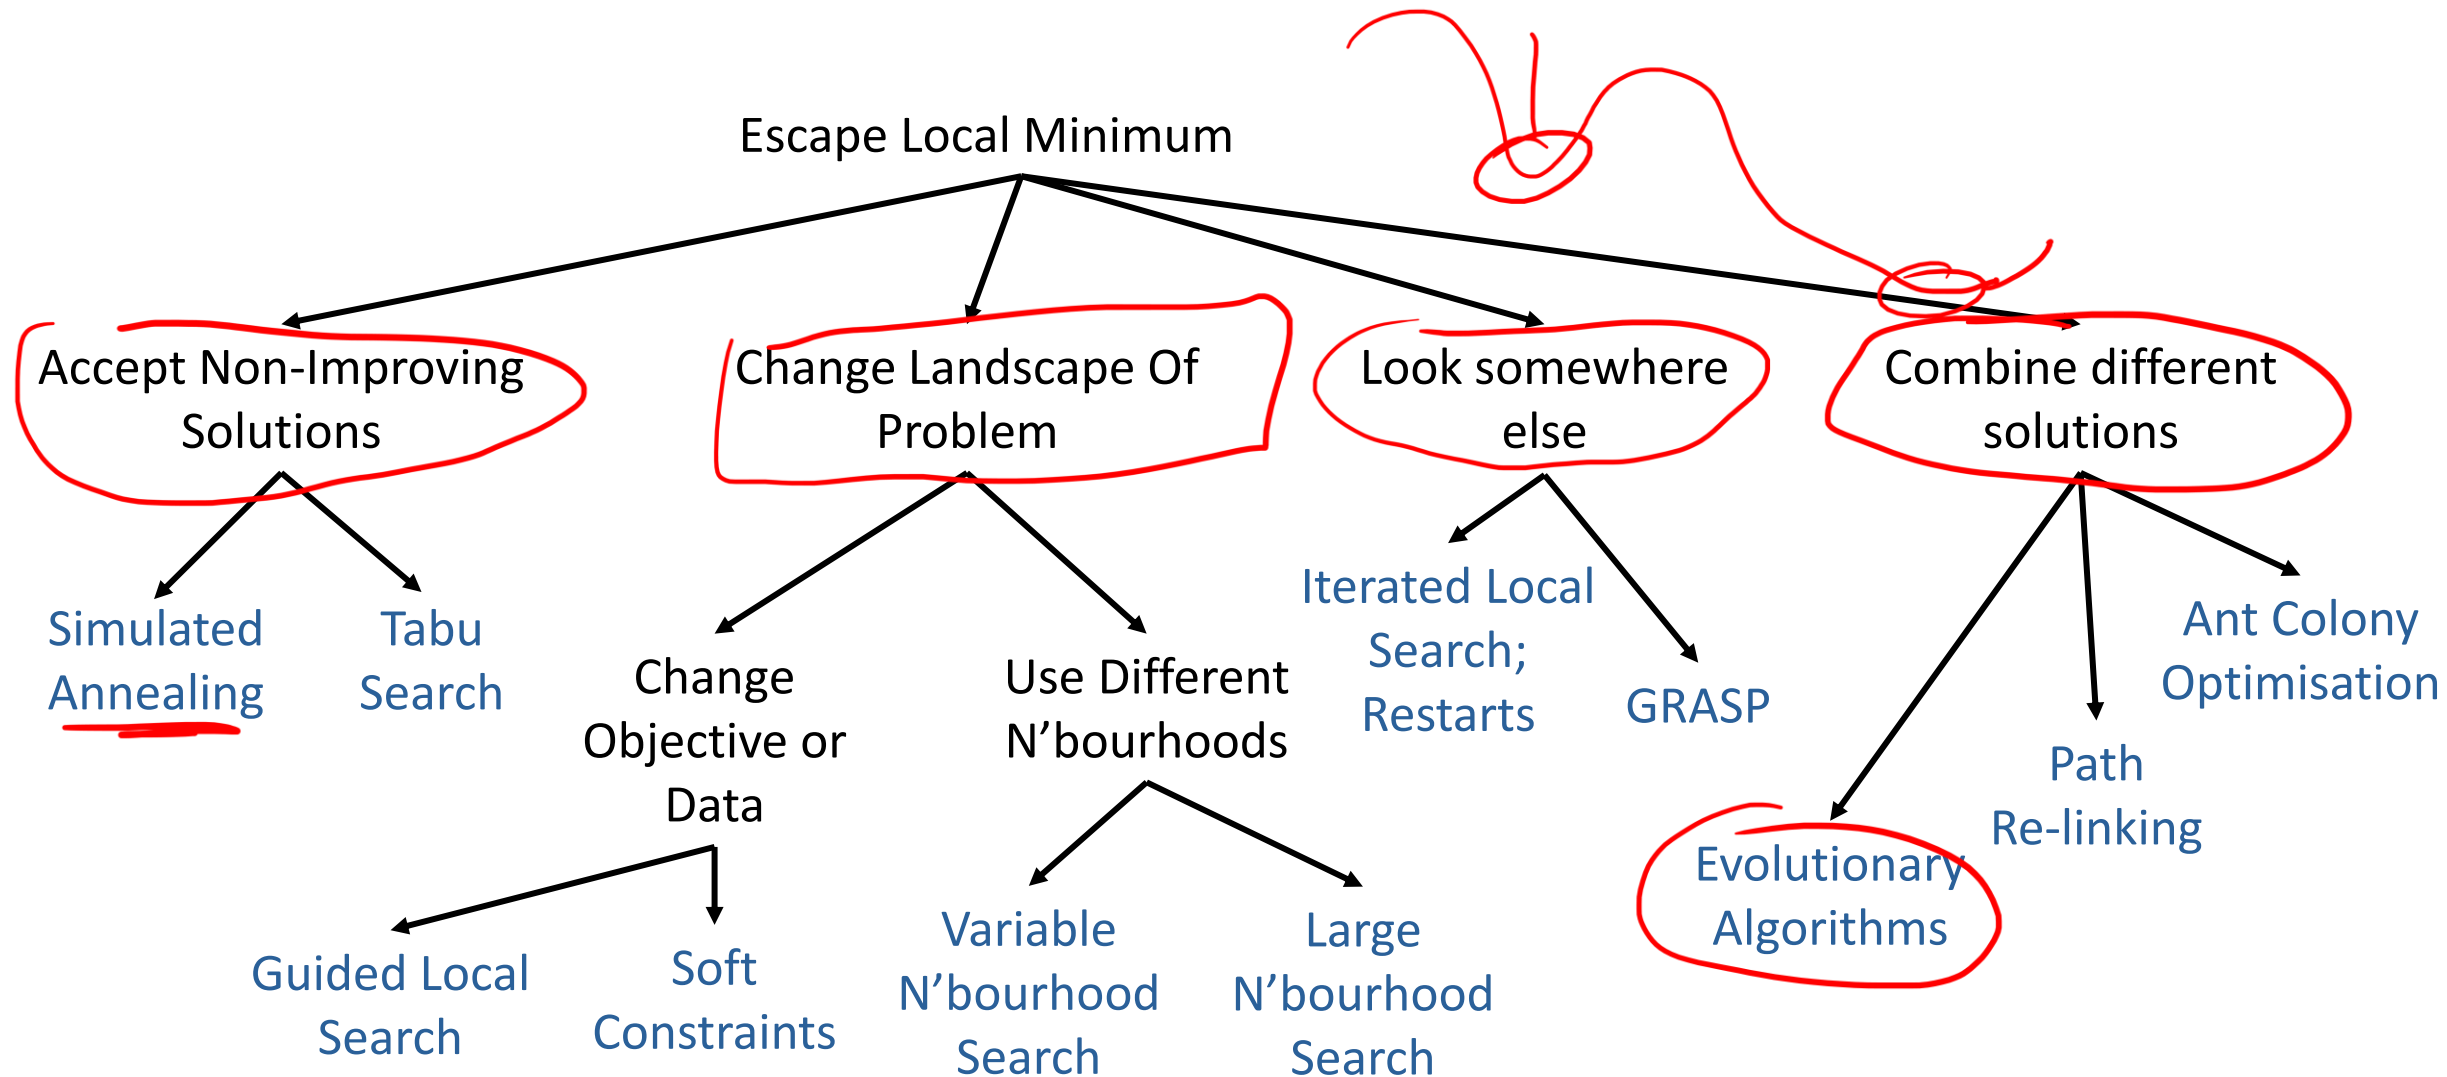 Escape Local Minimum
Accept Non-Improving
Solutions
Change Landscape Of
Problem
Look somewhere
else
Combine different
solutions
Simulated
Annealing
Tabu
Search
Change
Objective or
Data
Use Different
N’bourhoods
Iterated Local
Search;
Restarts
GRASP
Ant Colony
Optimisation
Path
Re-linking
Evolutionary
Algorithms
Guided Local
Search
Soft
Constraints
Variable
N’bourhood
Search
Large
N’bourhood
Search